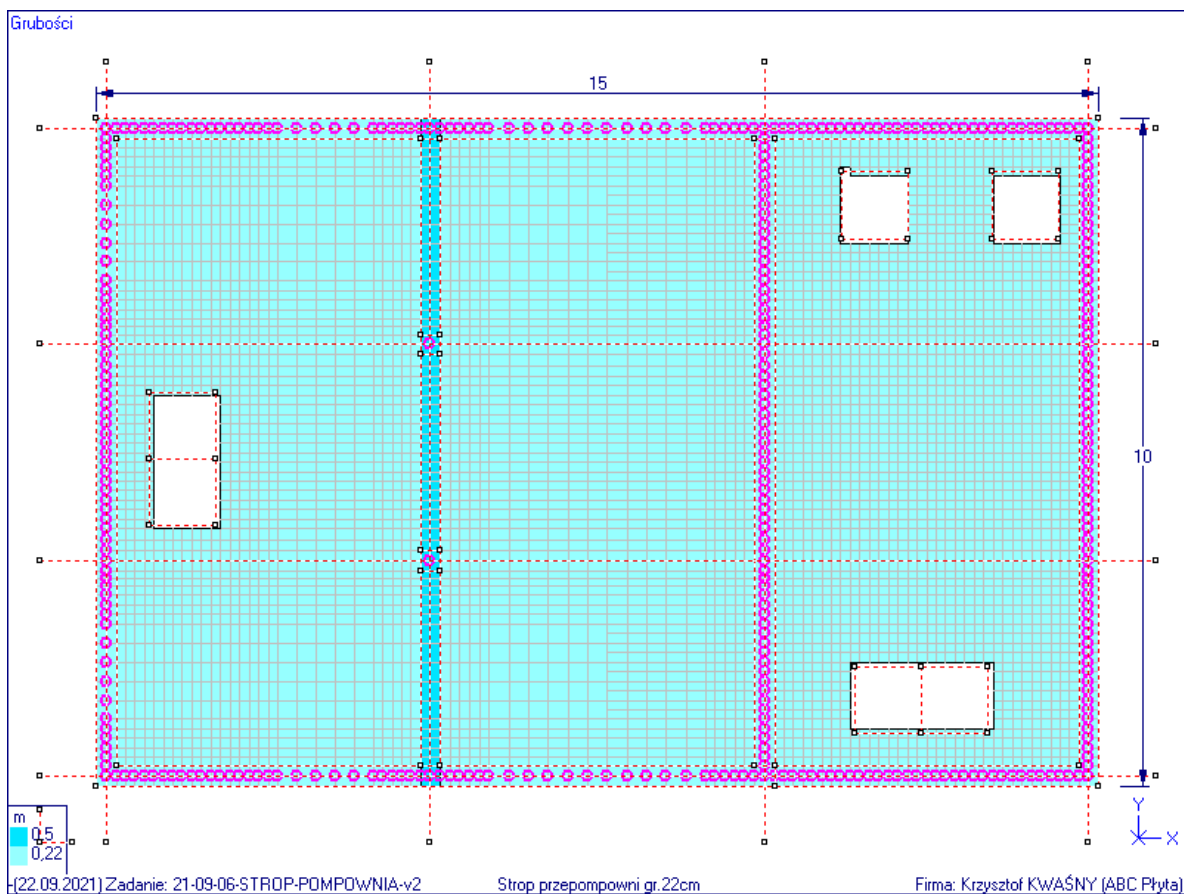 Grubości
15
10
m
0,5
0,22
Y
X
-(22.09.2021) Zadanie: 21-09-06-STROP-POMPOWNIA-v2 Strop przepompowni gr.22cm Firma: Krzysztof KWAŚNY (ABC Płyta)